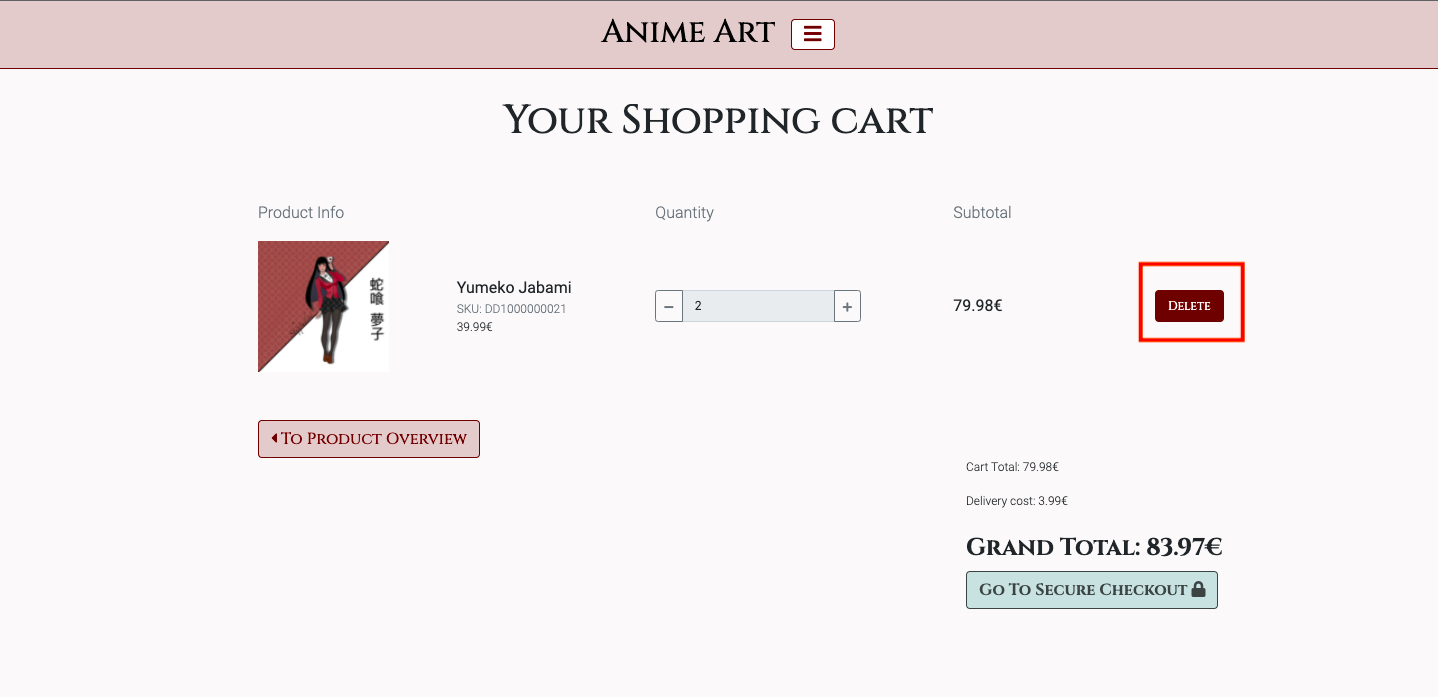 Anime Art
Your Shopping cart
Product Info
Quantity
Subtotal
蛇喰 夢子
Yumeko Jabami
SKU: DD1000000021
39.99€
−
2
+
79.98€
Delete
To Product Overview
Cart Total: 79.98€
Delivery cost: 3.99€
Grand Total: 83.97€
Go To Secure Checkout